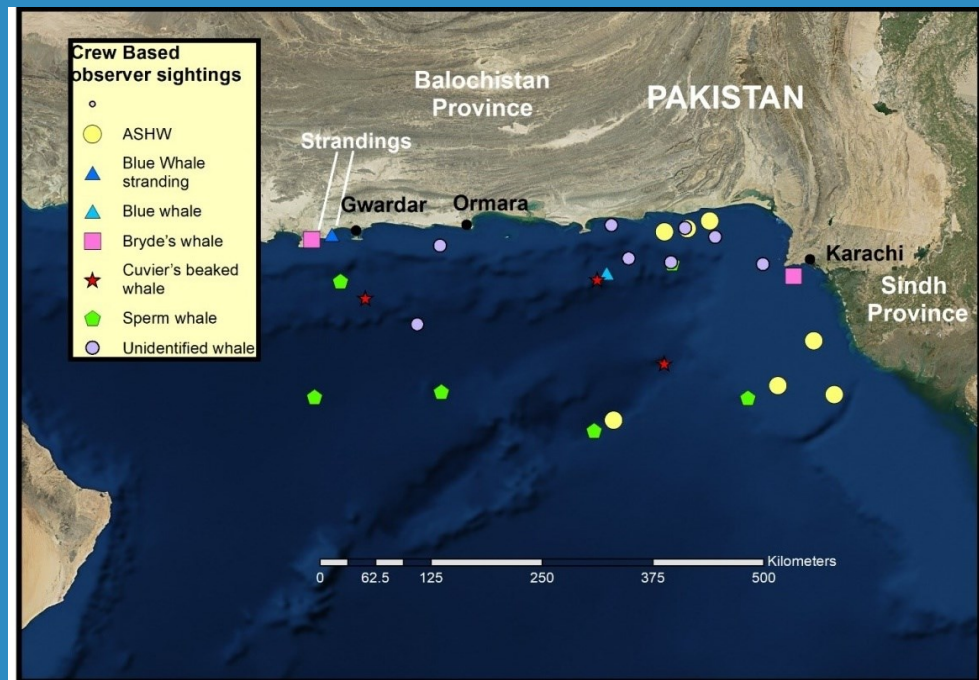 Crew Based
observer sightings
ASHW
Blue Whale
stranding
Blue whale
Bryde's whale
Cuvier's beaked
whale
Sperm whale
Unidentified whale
Balochistan
Province
PAKISTAN
Strandings
Gwardar
Ormara
Karachi
Sindh
Province
Kilometers
0 62.5 125 250 375 500